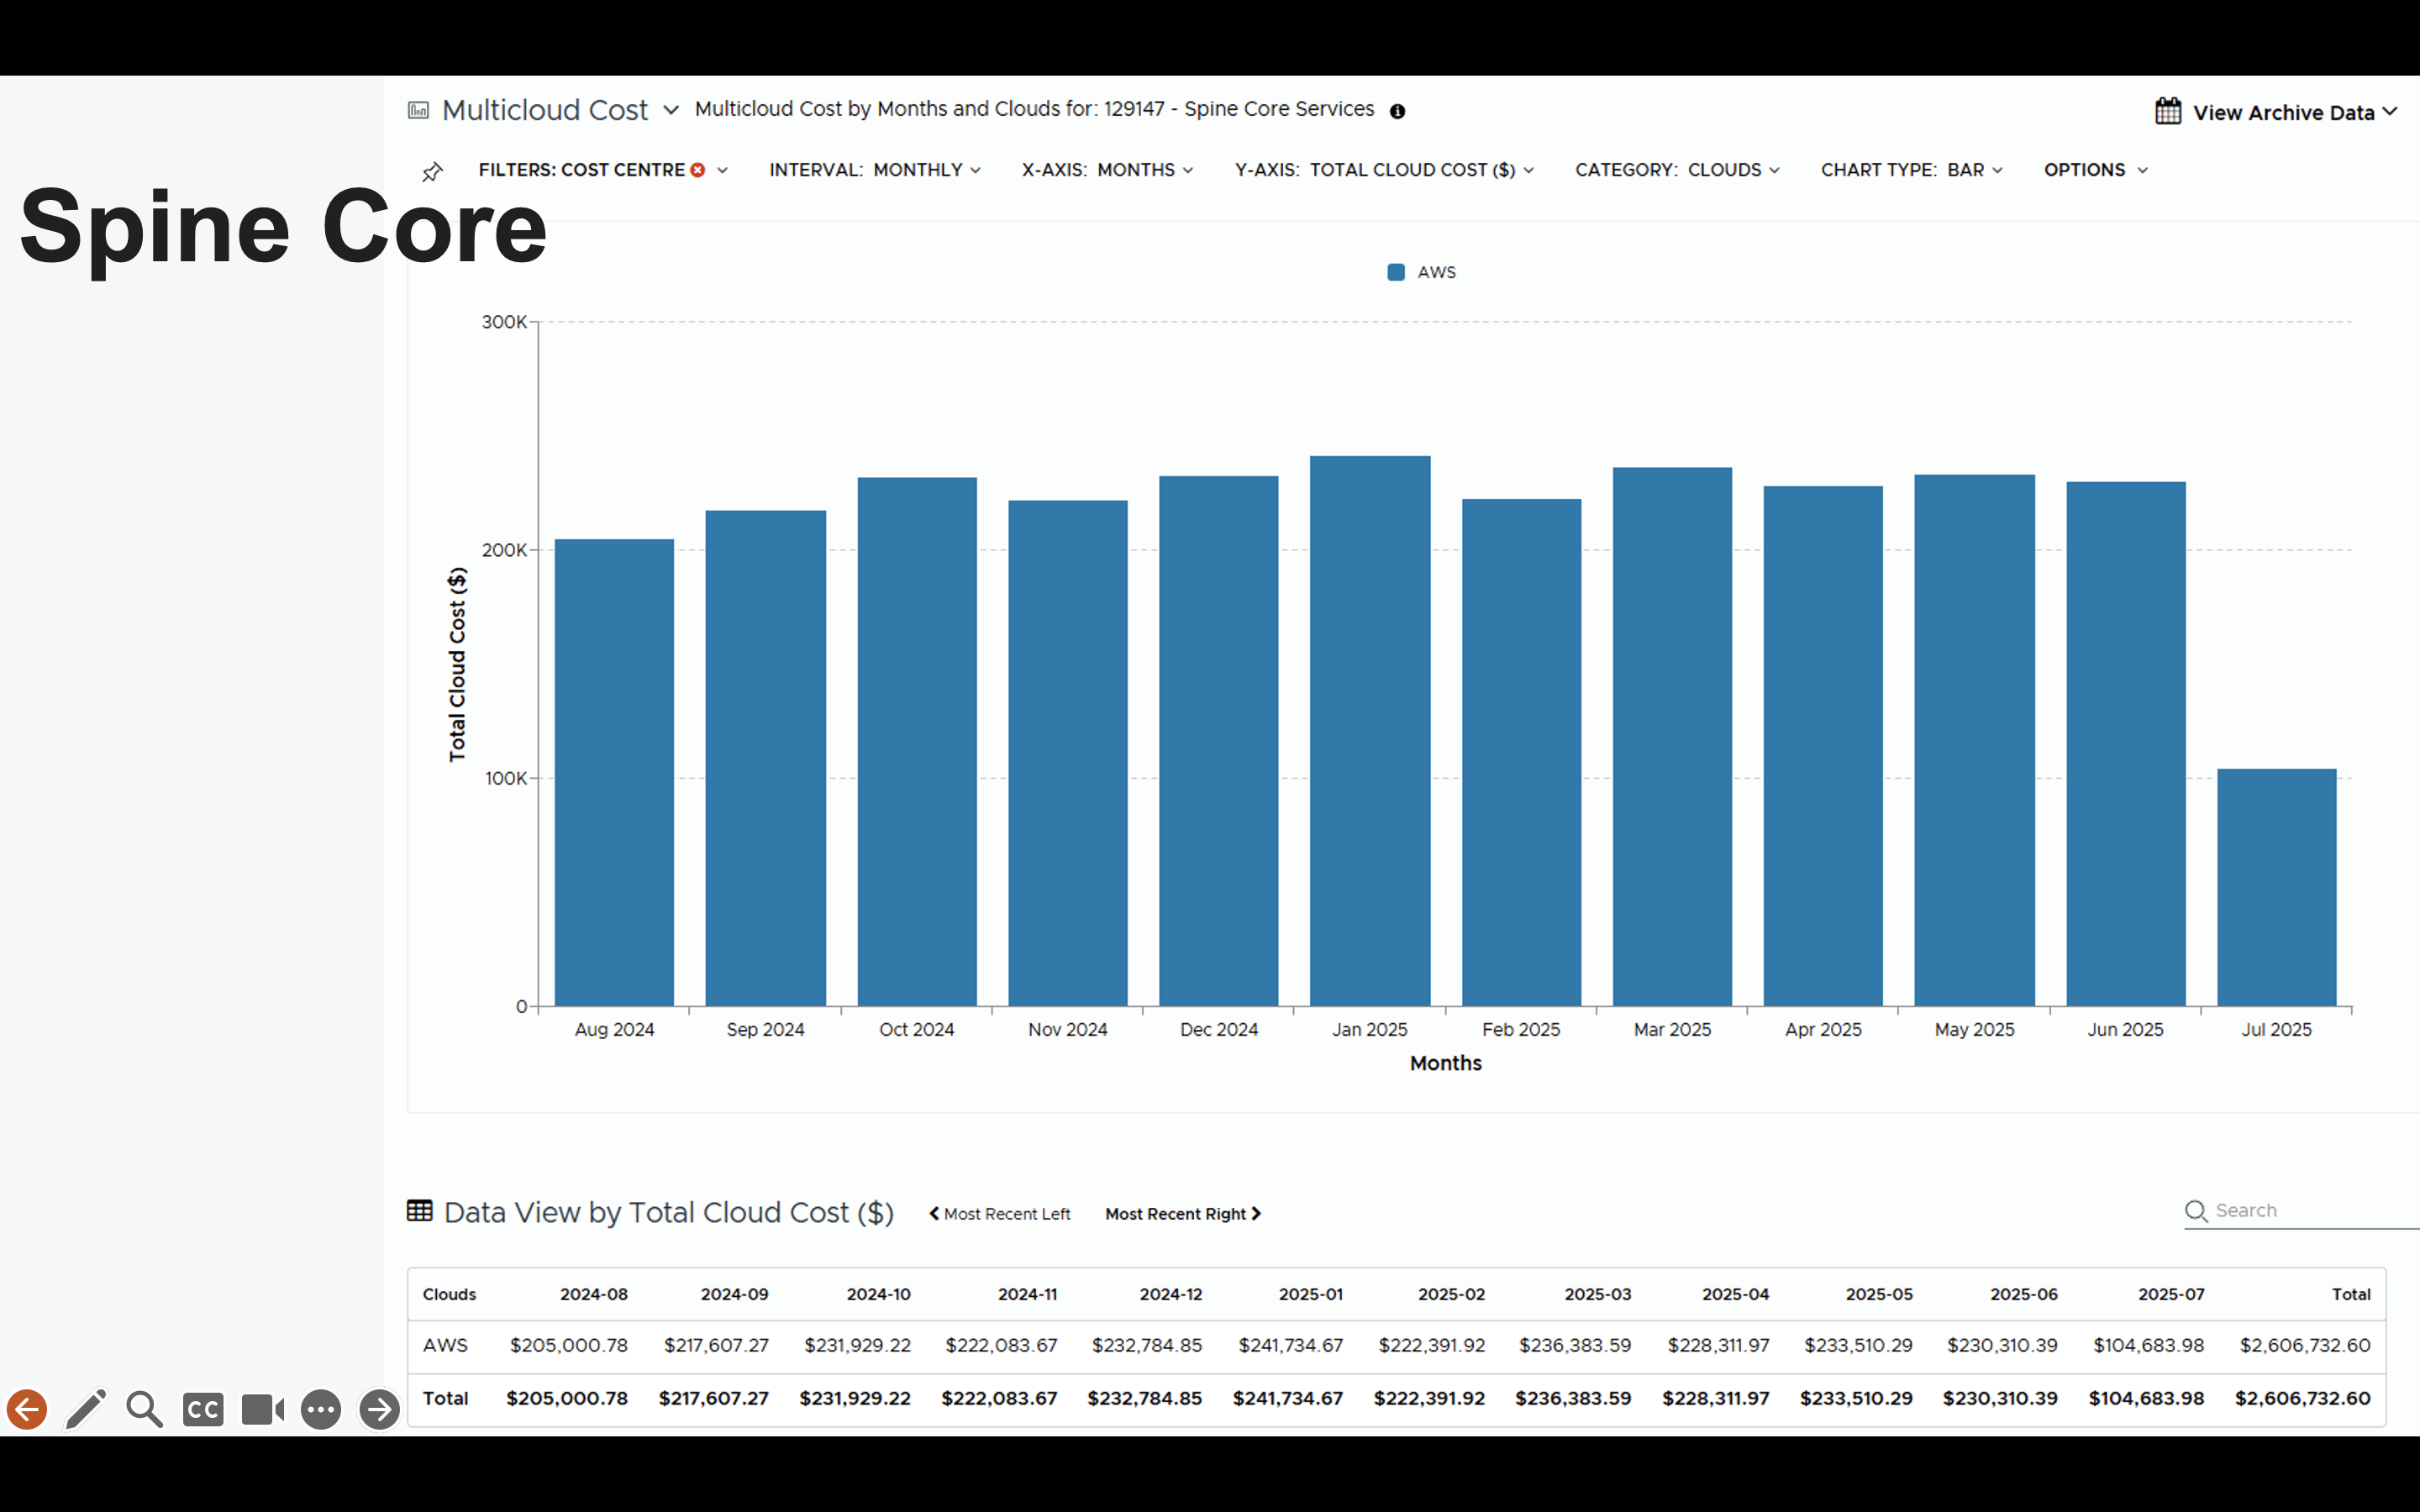 Multicloud Cost Multicloud Cost by Months and Clouds for: 129147 - Spine Core Services
View Archive Data
FILTERS: COST CENTRE INTERVAL: MONTHLY X-AXIS: MONTHS Y-AXIS: TOTAL CLOUD COST ($) CATEGORY: CLOUDS CHART TYPE: BAR OPTIONS
Spine Core
AWS
300K
200K
100K
0
Total Cloud Cost ($)
Aug 2024 Sep 2024 Oct 2024 Nov 2024 Dec 2024 Jan 2025 Feb 2025 Mar 2025 Apr 2025 May 2025 Jun 2025 Jul 2025
Months
Data View by Total Cloud Cost ($) Most Recent Left Most Recent Right
Search
Clouds 2024-08 2024-09 2024-10 2024-11 2024-12 2025-01 2025-02 2025-03 2025-04 2025-05 2025-06 2025-07 Total
AWS $205,000.78 $217,607.27 $231,929.22 $222,083.67 $232,784.85 $241,734.67 $222,391.92 $236,383.59 $228,311.97 $233,510.29 $230,310.39 $104,683.98 $2,606,732.60
Total $205,000.78 $217,607.27 $231,929.22 $222,083.67 $232,784.85 $241,734.67 $222,391.92 $236,383.59 $228,311.97 $233,510.29 $230,310.39 $104,683.98 $2,606,732.60
CC